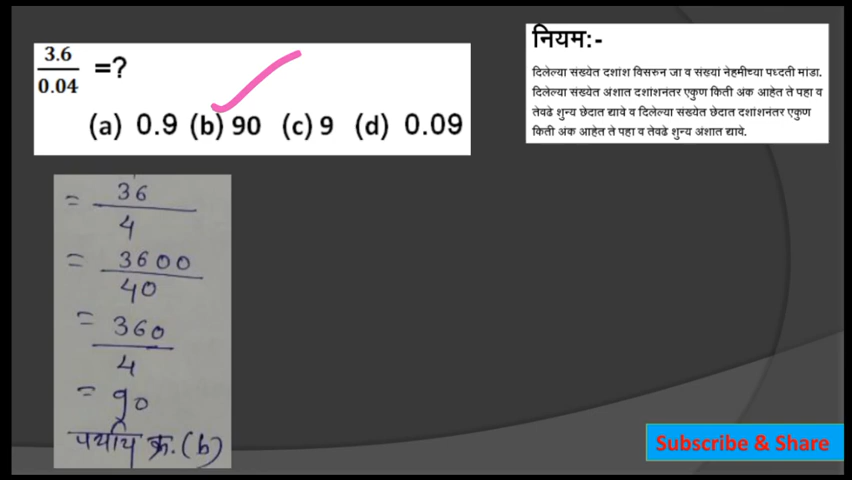 3.6
0.04 =?
(a) 0.9 (b) 90 (c) 9 (d) 0.09
नियम:-
दिलेल्या संख्येत दशांश विसरुन जा व संख्यां नेहमीच्या पध्दती मांडा.
दिलेल्या संख्येत अंशात दशांशनंतर एकुण किती अंक आहेत ते पहा व
तेवढे शुन्य छेदात द्यावे व दिलेल्या संख्येत छेदात दशांशनंतर एकुण
किती अंक आहेत ते पहा व तेवढे शुन्य अंशात द्यावे.
= 36
4
= 3600
40
= 360
4
= 90
पर्याय क्र. (b)
Subscribe & Share